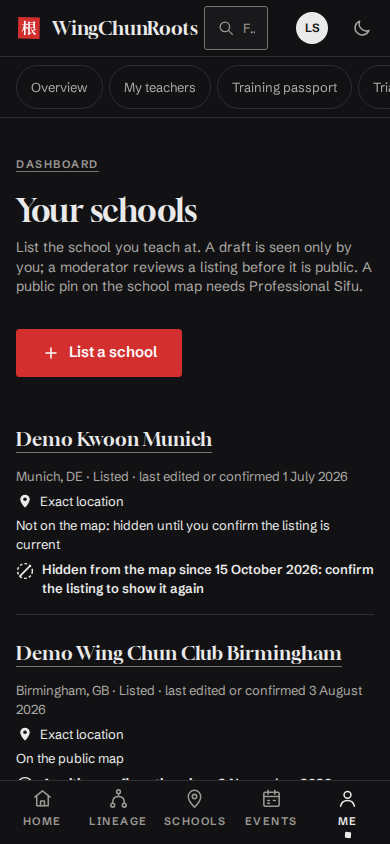 根 WingChunRoots F.. LS
Overview My teachers Training passport
DASHBOARD
Your schools
List the school you teach at. A draft is seen only by
you; a moderator reviews a listing before it is public. A
public pin on the school map needs Professional Sifu.
+ List a school
Demo Kwoon Munich
Munich, DE · Listed · last edited or confirmed 1 July 2026
Exact location
Not on the map: hidden until you confirm the listing is
current
Hidden from the map since 15 October 2026: confirm
the listing to show it again
Demo Wing Chun Club Birmingham
Birmingham, GB · Listed · last edited or confirmed 3 August
2026
Exact location
On the public map
HOME LINEAGE SCHOOLS EVENTS ME